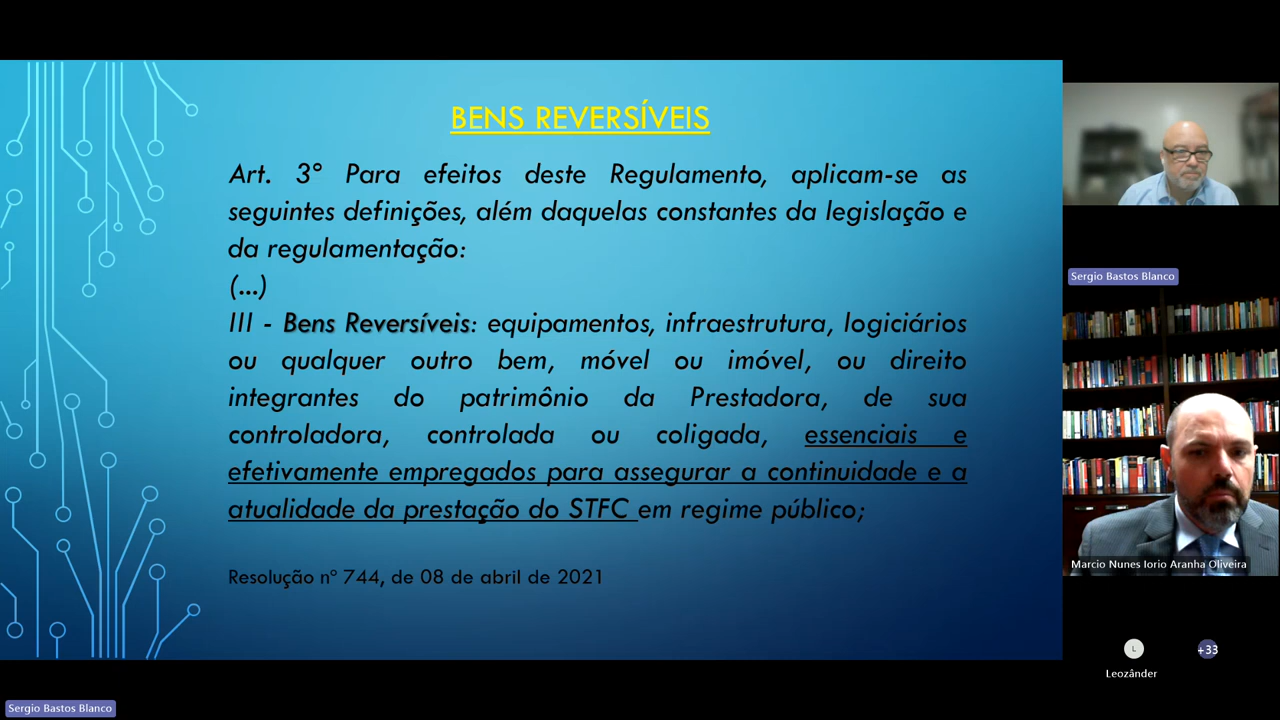 BENS REVERSÍVEIS
Art. 3° Para efeitos deste Regulamento, aplicam-se as
seguintes definições, além daquelas constantes da legislação e
da regulamentação:
(...)
III - Bens Reversíveis: equipamentos, infraestrutura, logiciários
ou qualquer outro bem, móvel ou imóvel, ou direito
integrantes do patrimônio da Prestadora, de sua
controladora, controlada ou coligada, essenciais e
efetivamente empregados para assegurar a continuidade e a
atualidade da prestação do STFC em regime público;
Resolução nº 744, de 08 de abril de 2021
Sergio Bastos Blanco
Marcio Nunes Iorio Aranha Oliveira
L
+33
Leozânder
Sergio Bastos Blanco